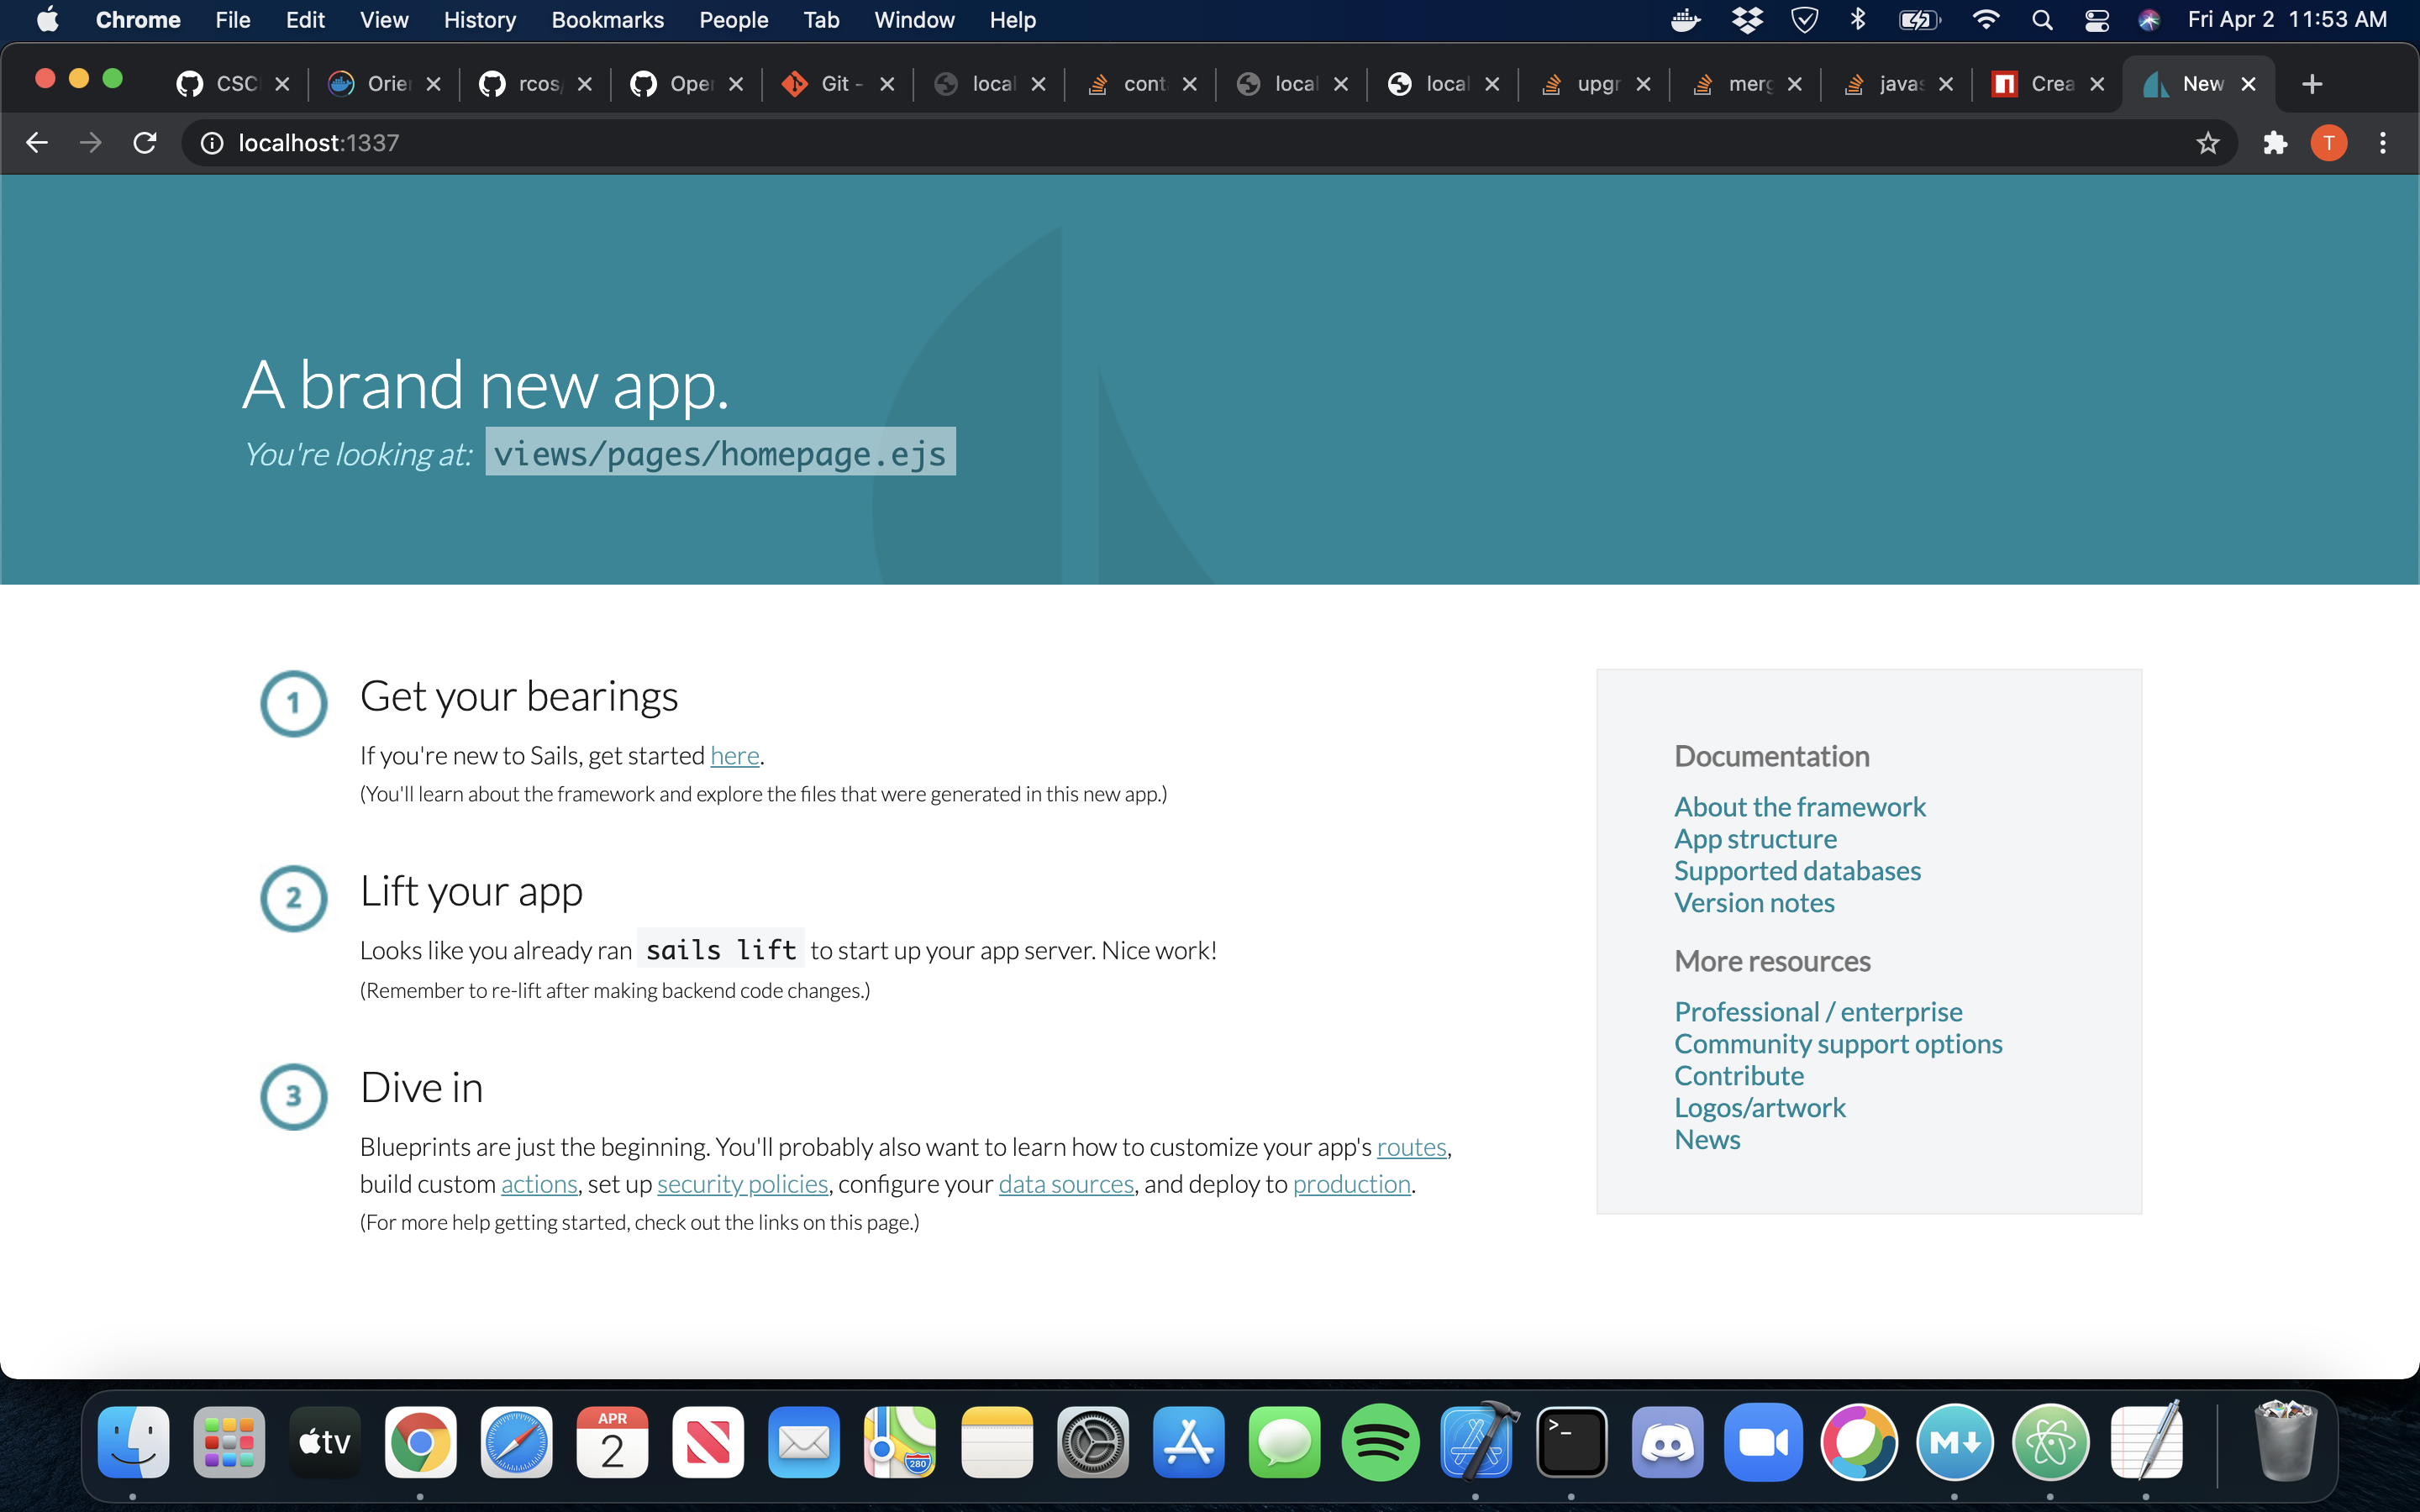 Chrome File Edit View History Bookmarks People Tab Window Help Fri Apr 2 11:53 AM
CSC Orie rcos/ Ope Git - local cont local local upgr merg javas Crea New
localhost:1337 T
A brand new app.
You're looking at: views/pages/homepage.ejs
1 Get your bearings
If you're new to Sails, get started here.
(You'll learn about the framework and explore the files that were generated in this new app.)
2 Lift your app
Looks like you already ran sails lift to start up your app server. Nice work!
(Remember to re-lift after making backend code changes.)
3 Dive in
Blueprints are just the beginning. You'll probably also want to learn how to customize your app's routes,
build custom actions, set up security policies, configure your data sources, and deploy to production.
(For more help getting started, check out the links on this page.)
Documentation
About the framework
App structure
Supported databases
Version notes
More resources
Professional / enterprise
Community support options
Contribute
Logos/artwork
News
tv
APR
2
280
>_
M